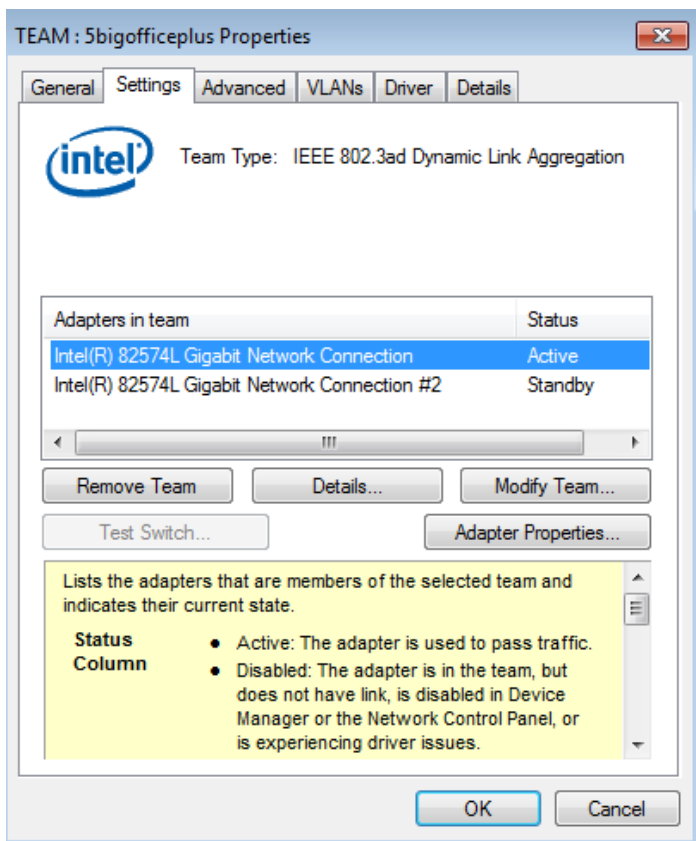 TEAM : 5bigofficeplus Properties
General Settings Advanced VLANs Driver Details
intel
Team Type: IEEE 802.3ad Dynamic Link Aggregation
Adapters in team Status
Intel(R) 82574L Gigabit Network Connection Active
Intel(R) 82574L Gigabit Network Connection #2 Standby
Remove Team Details... Modify Team...
Test Switch... Adapter Properties...
Lists the adapters that are members of the selected team and
indicates their current state.
Status Column
● Active: The adapter is used to pass traffic.
● Disabled: The adapter is in the team, but
does not have link, is disabled in Device
Manager or the Network Control Panel, or
is experiencing driver issues.
OK Cancel